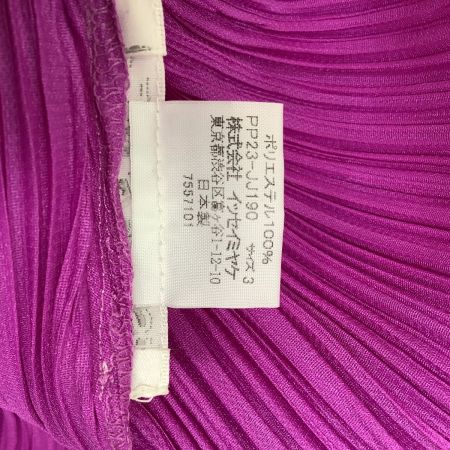 ポリエステル100%
PP23-JJ190 サイズ 3
株式会社 イッセイミヤケ
東京都渋谷区富ヶ谷1-12-10
日本製
7557101